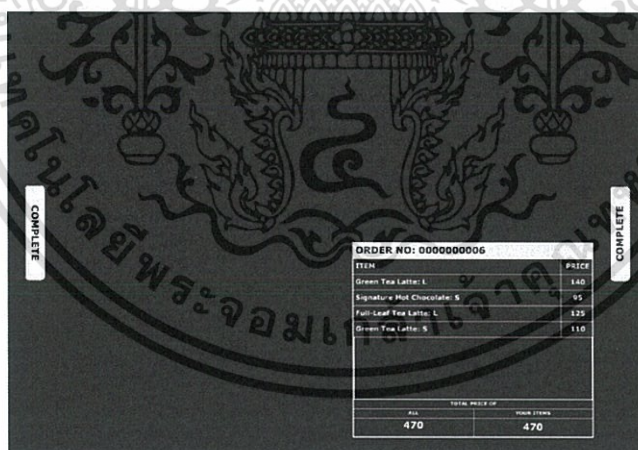 COMPLETE
COMPLETE
ORDER NO: 0000000006
ITEM PRICE
Green Tea Latte: L 140
Signature Hot Chocolate: S 95
Full-Leaf Tea Latte: L 125
Green Tea Latte: S 110
TOTAL PRICE OF
ALL YOUR ITEMS
470 470